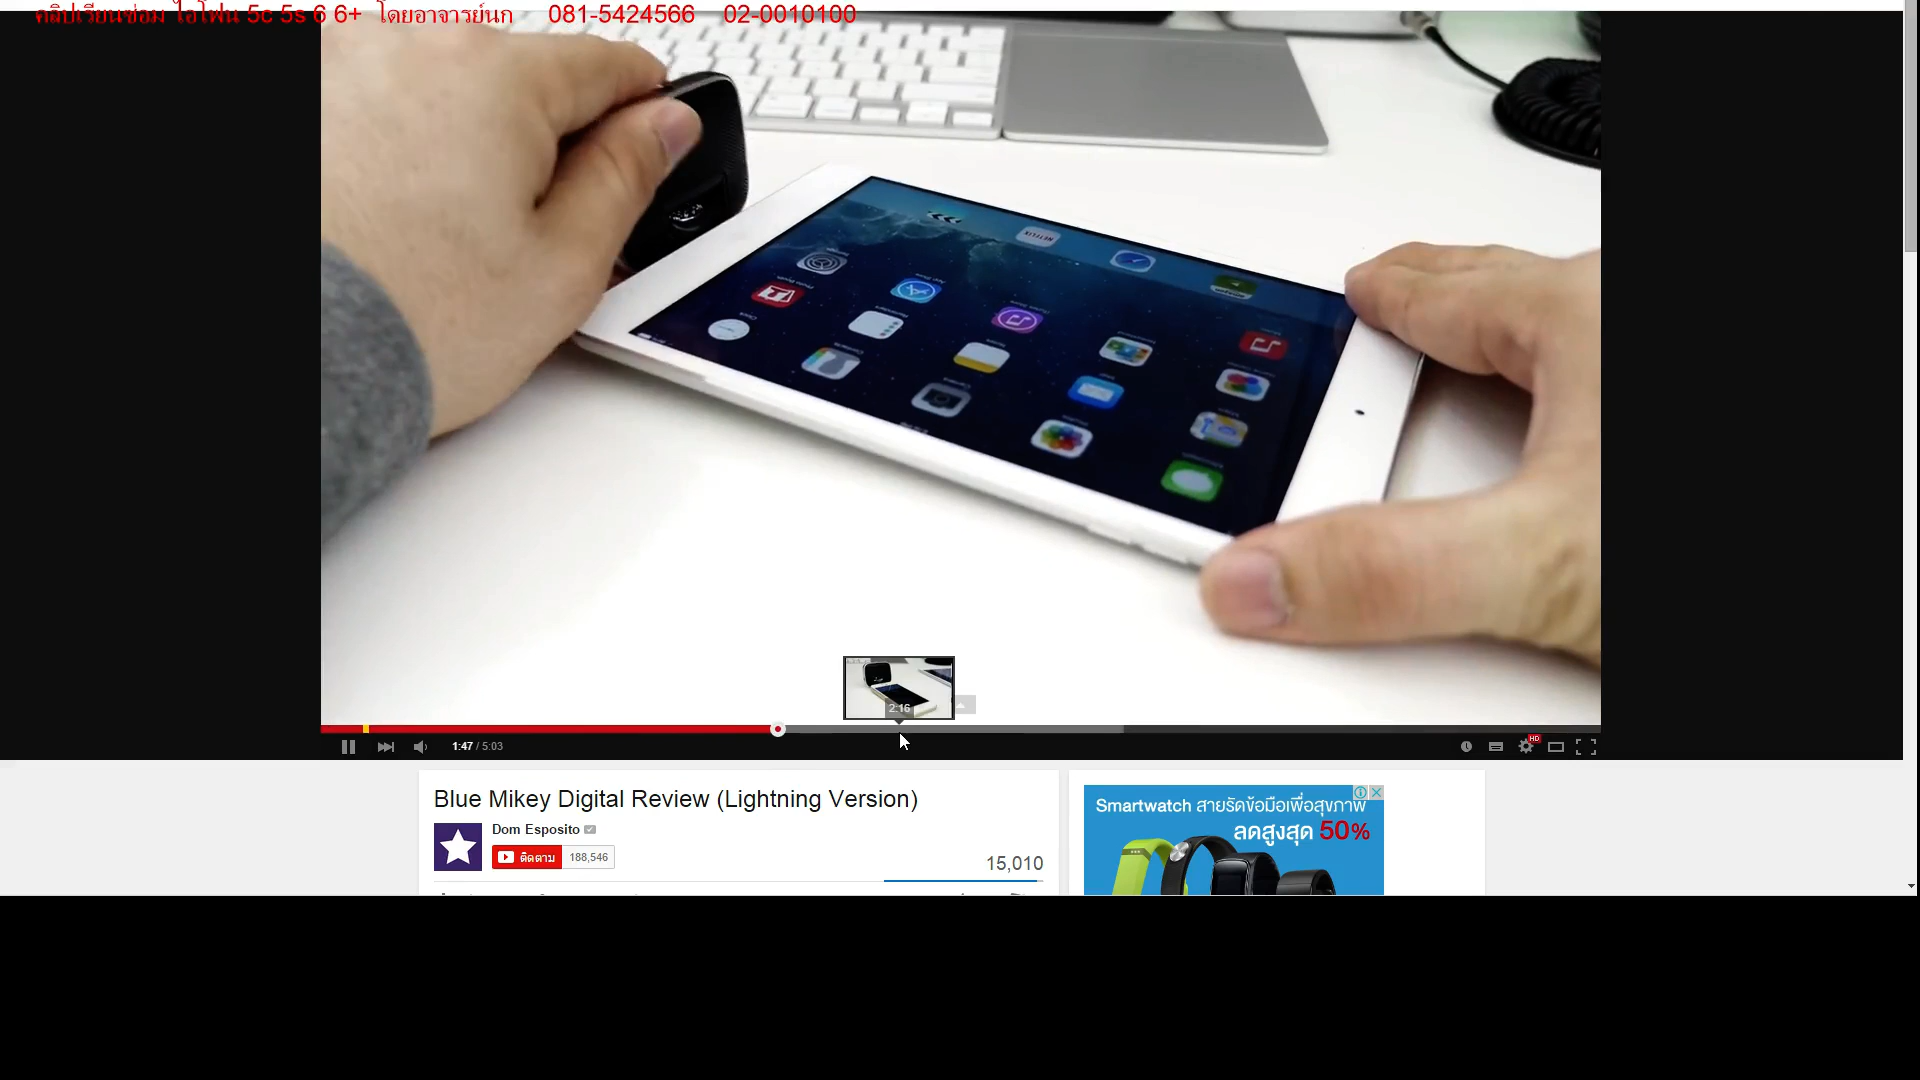 คลิปเรียนซ่อม ไอโฟน 5c 5s 6 6+ โดยอาจารย์นก 081-5424566 02-0010100
NETFLIX
2:16
1:47 / 5:03
HD
Blue Mikey Digital Review (Lightning Version)
Dom Esposito
ติดตาม 188,546
15,010
Smartwatch สายรัดข้อมือเพื่อสุขภาพ
ลดสูงสุด 50%